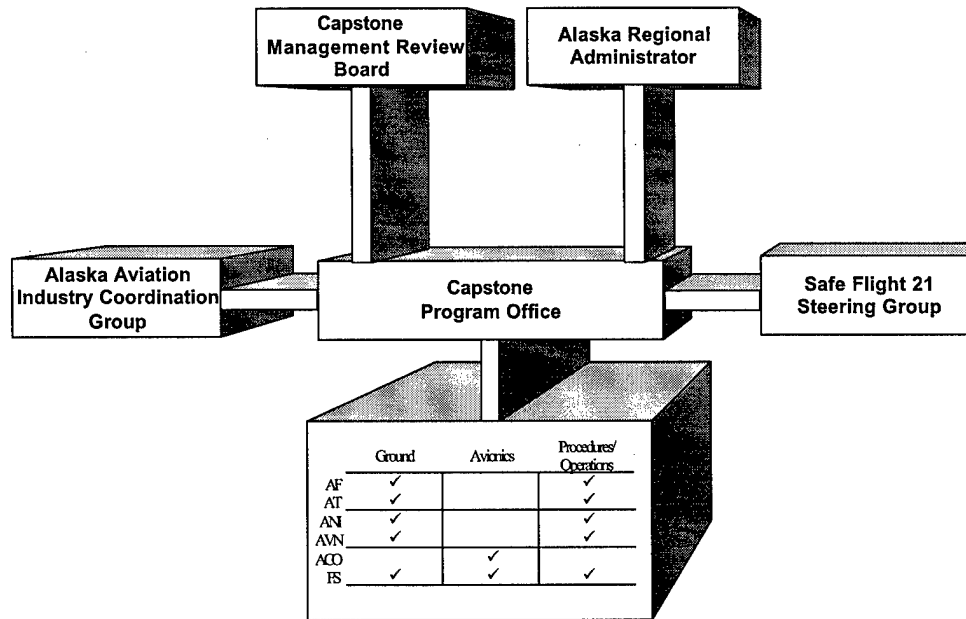 Capstone
Management Review
Board
Alaska Regional
Administrator
Alaska Aviation
Industry Coordination
Group
Capstone
Program Office
Safe Flight 21
Steering Group
Ground Avionics Procedures/
Operations
AF ✓ ✓
AT ✓ ✓
ANI ✓ ✓
AVN ✓ ✓
ACO ✓
FS ✓ ✓ ✓